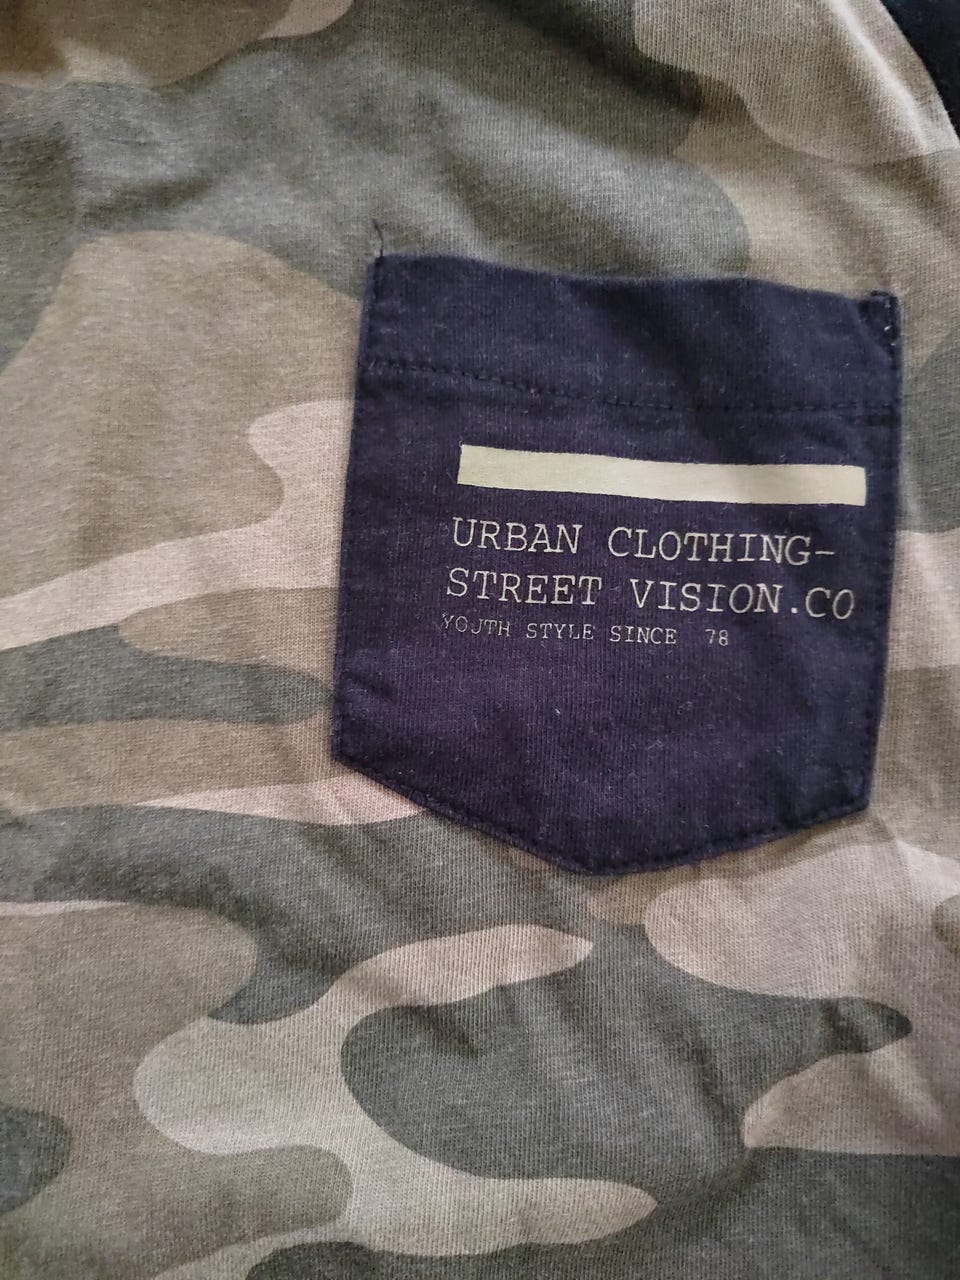 URBAN CLOTHING-
STREET VISION.CO
YOUTH STYLE SINCE 78